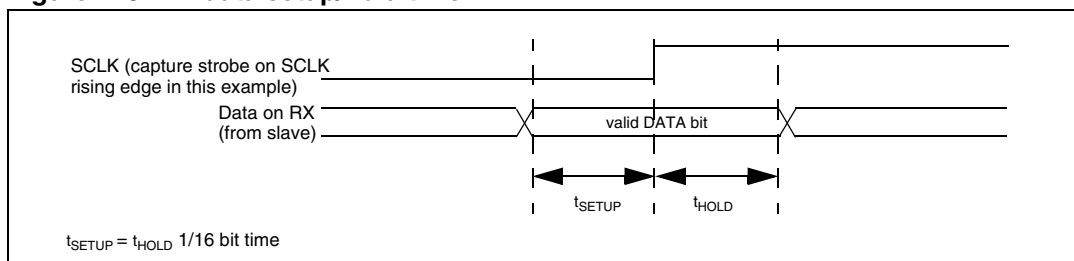 SCLK (capture strobe on SCLK
rising edge in this example)
Data on RX
(from slave)
valid DATA bit
tSETUP
tHOLD
tSETUP = tHOLD 1/16 bit time